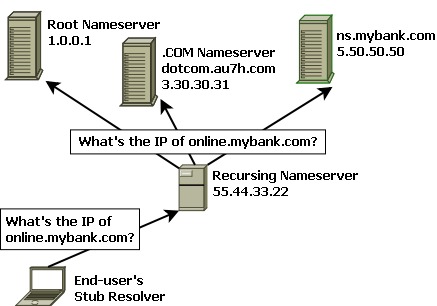 Root Nameserver
1.0.0.1
.COM Nameserver
dotcom.au7h.com
3.30.30.31
ns.mybank.com
5.50.50.50
What's the IP of online.mybank.com?
Recursing Nameserver
55.44.33.22
What's the IP of
online.mybank.com?
End-user's
Stub Resolver